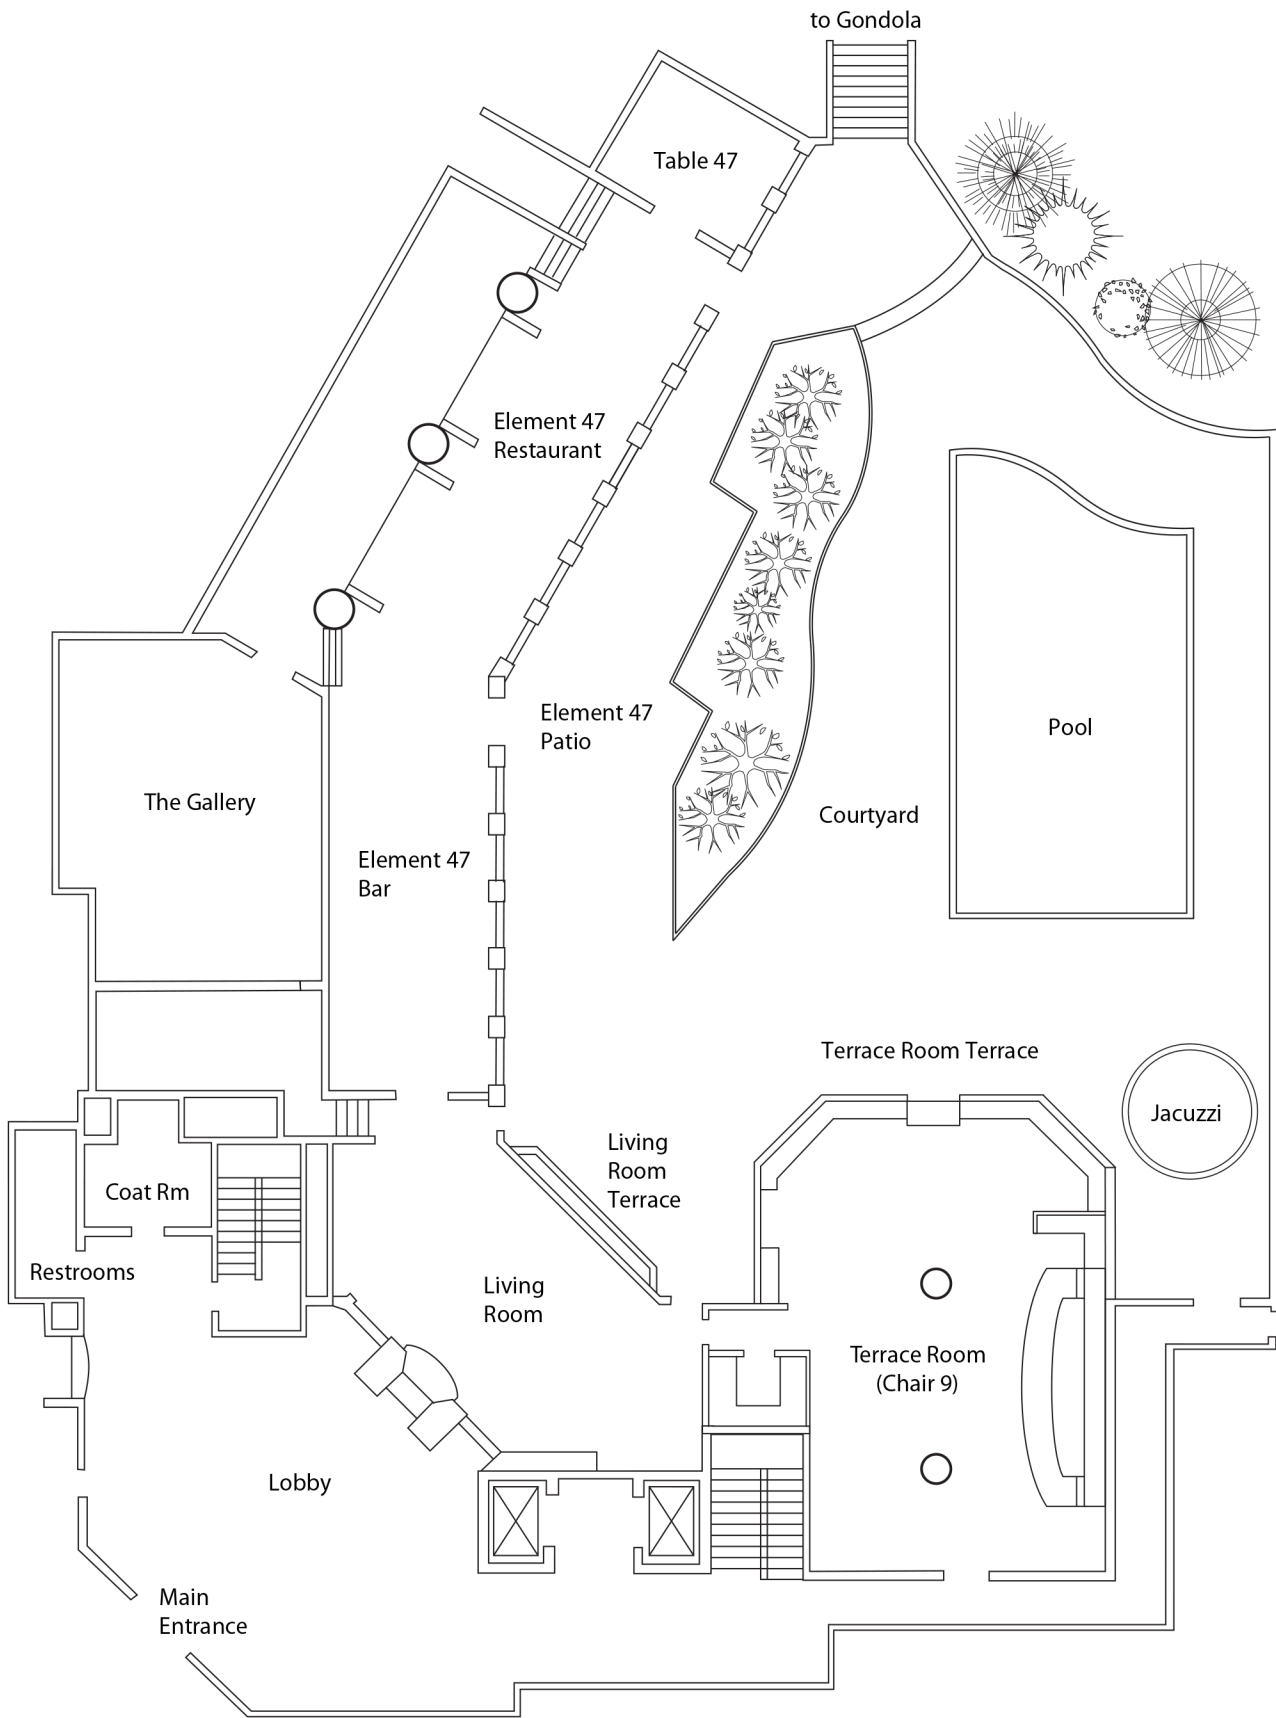 to Gondola
Table 47
Element 47
Restaurant
Element 47
Patio
Pool
The Gallery
Courtyard
Element 47
Bar
Terrace Room Terrace
Jacuzzi
Living
Room
Terrace
Coat Rm
Restrooms
Living
Room
Terrace Room
(Chair 9)
Lobby
Main
Entrance